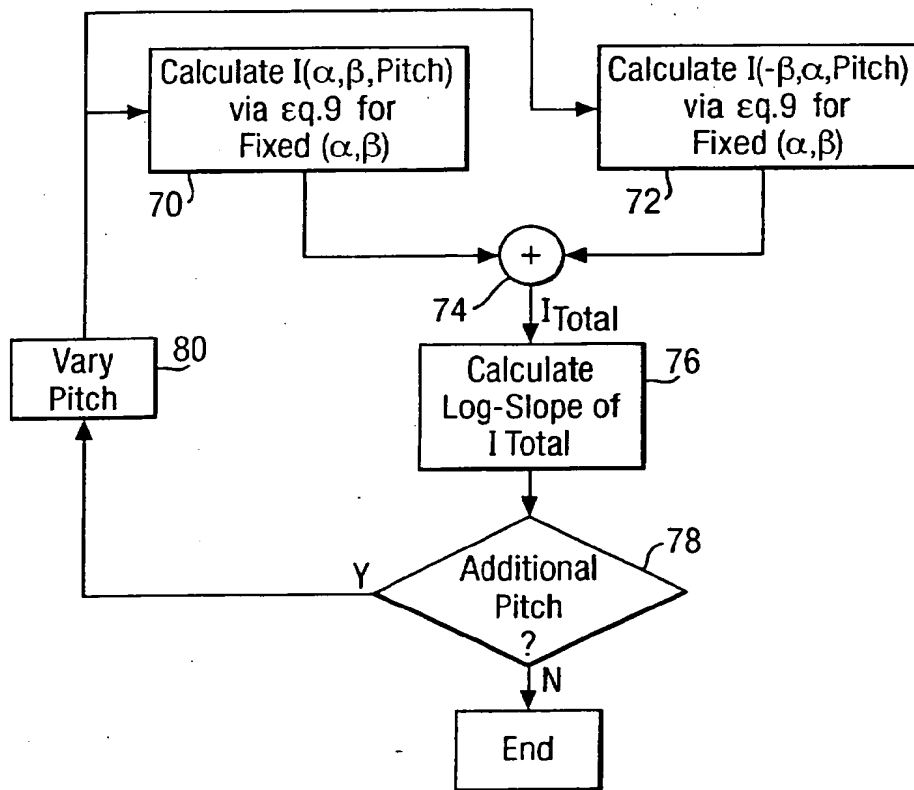 Calculate I(α,β,Pitch)
via εq.9 for
Fixed (α,β)
70
Calculate I(-β,α,Pitch)
via εq.9 for
Fixed (α,β)
72
+
74
I Total
Vary
Pitch
80
Calculate
Log-Slope of
I Total
76
Additional
Pitch
?
78
Y
N
End